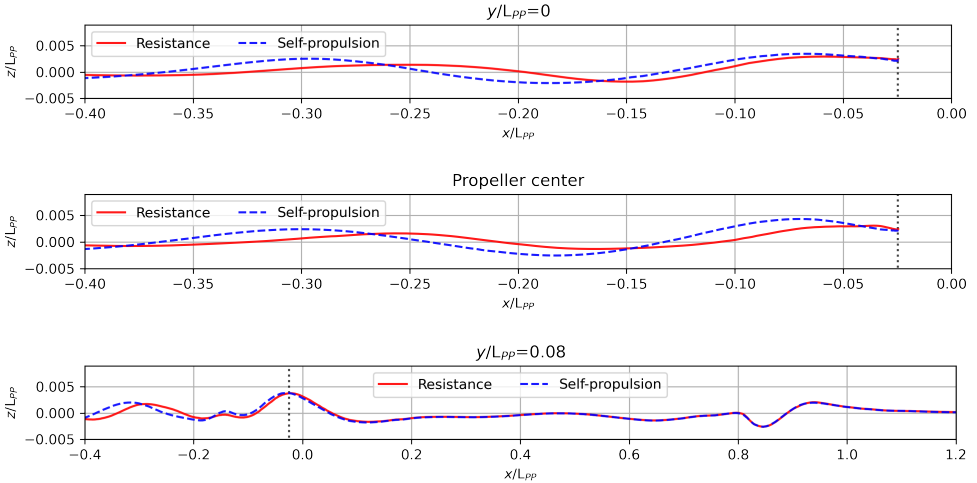 y/L_PP=0
z/L_PP
0.005
0.000
−0.005
Resistance Self-propulsion
−0.40 −0.35 −0.30 −0.25 −0.20 −0.15 −0.10 −0.05 0.00
x/L_PP
Propeller center
z/L_PP
0.005
0.000
−0.005
Resistance Self-propulsion
−0.40 −0.35 −0.30 −0.25 −0.20 −0.15 −0.10 −0.05 0.00
x/L_PP
y/L_PP=0.08
z/L_PP
0.005
0.000
−0.005
Resistance Self-propulsion
−0.4 −0.2 0.0 0.2 0.4 0.6 0.8 1.0 1.2
x/L_PP